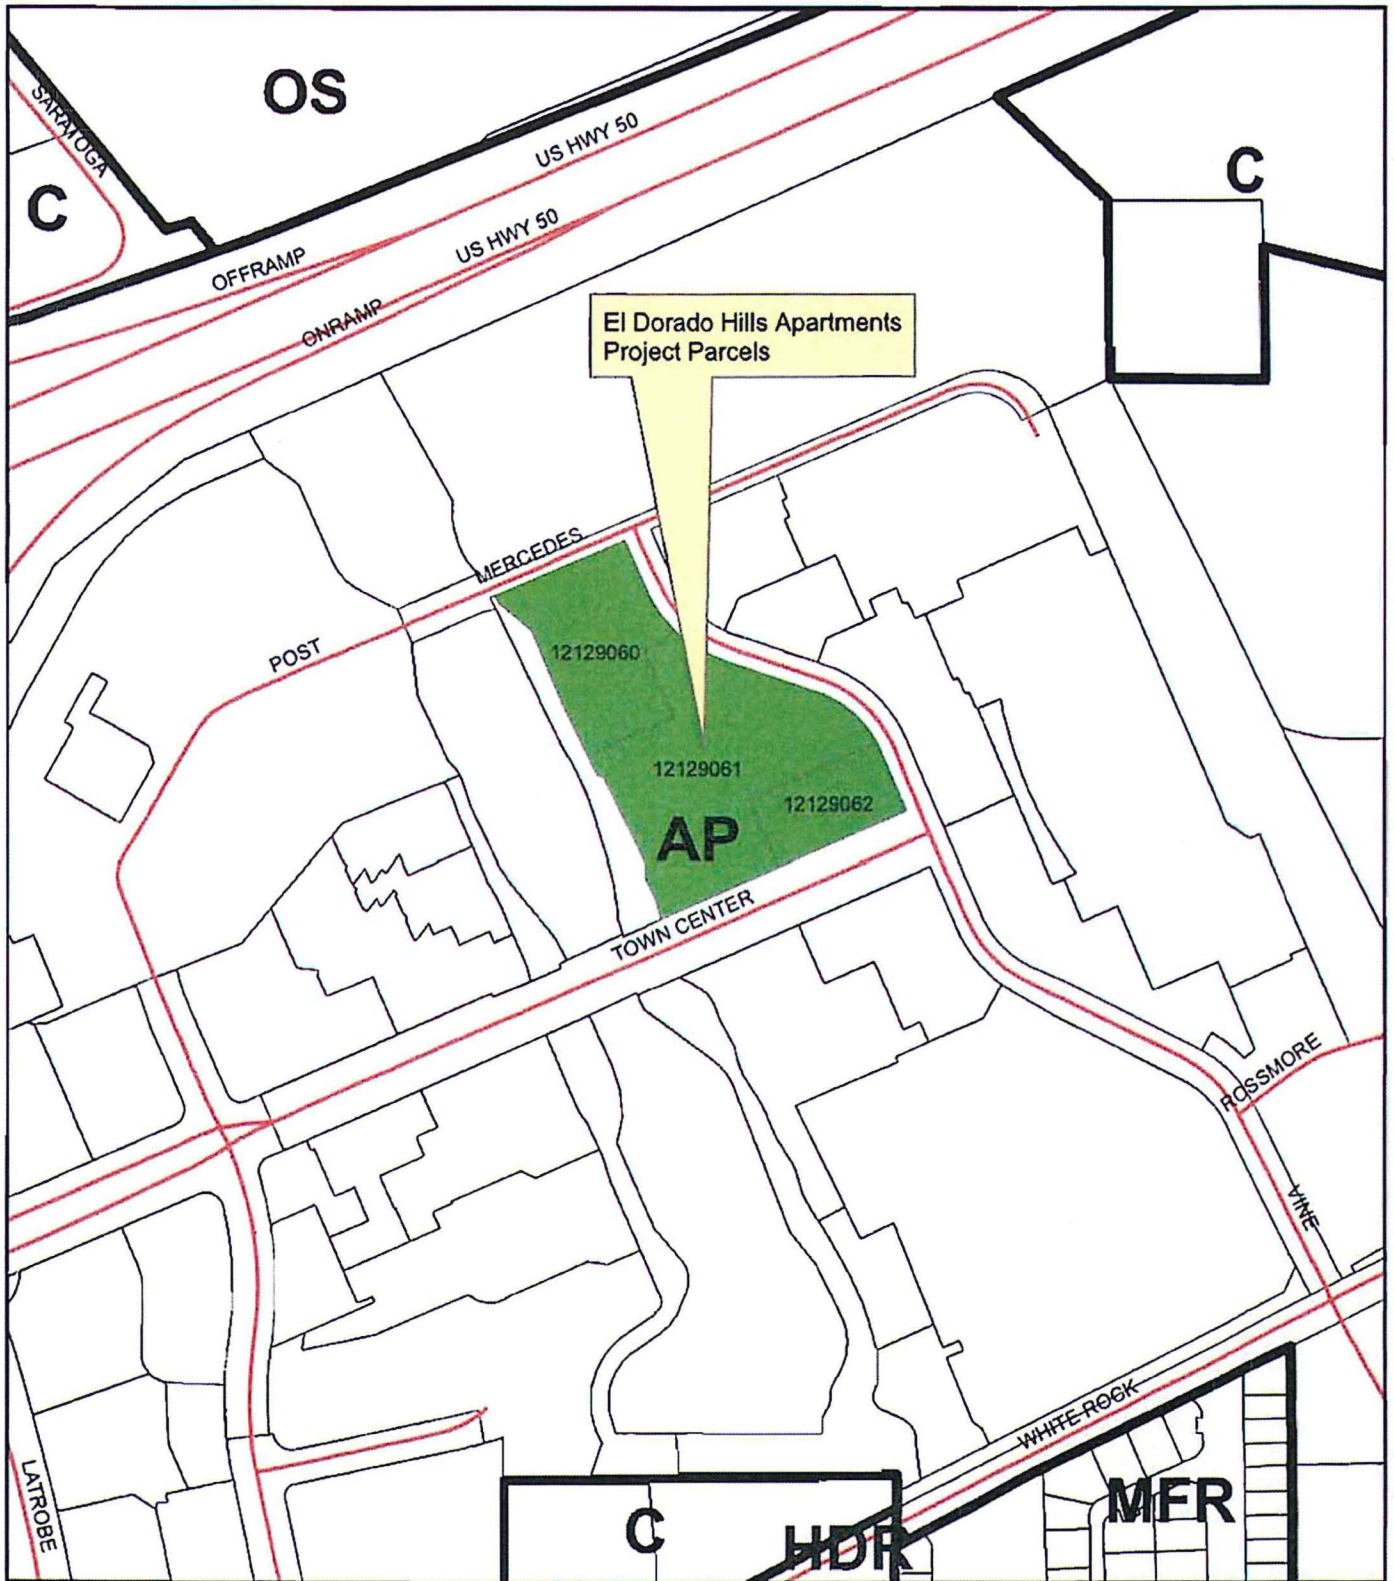 OS
SARATOGA
US HWY 50
C
C
US HWY 50
OFFRAMP
ONRAMP
El Dorado Hills Apartments
Project Parcels
MERCEDES
POST
12129060
12129061
12129062
AP
TOWN CENTER
ROSSMORE
VINE
WHITE ROCK
LATROBE
C
MFR
HDR